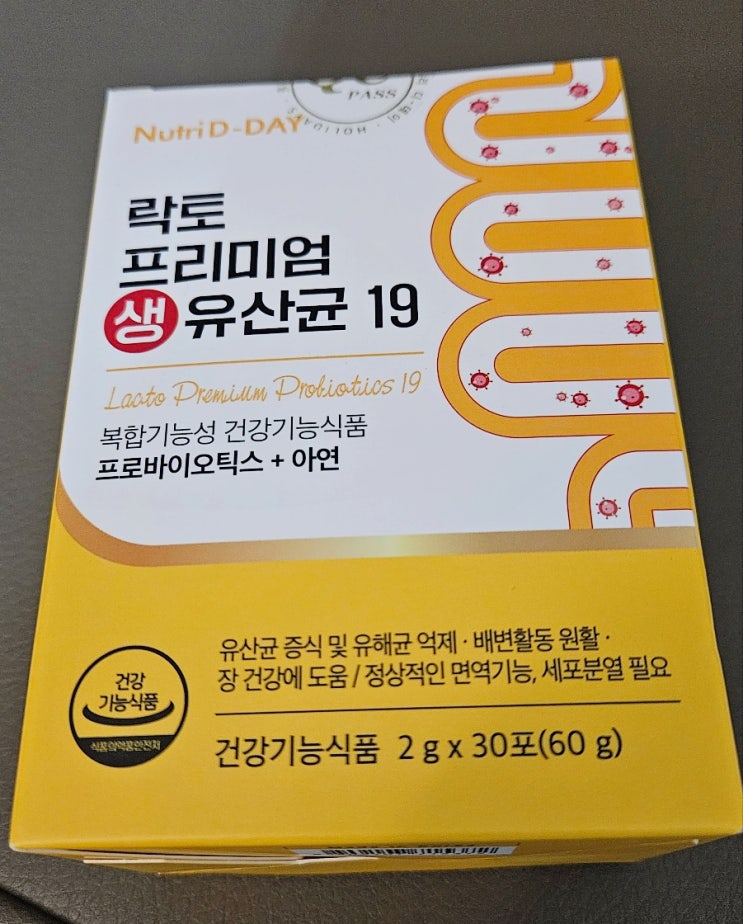 PASS
HOLIDAYS
Nutri D-DAY
락토
프리미엄
생 유산균 19
Lacto Premium Probiotics 19
복합기능성 건강기능식품
프로바이오틱스 + 아연
유산균 증식 및 유해균 억제 · 배변활동 원활 ·
장 건강에 도움 / 정상적인 면역기능, 세포분열 필요
건강
기능식품
식품의약품안전처
건강기능식품 2 g x 30포(60 g)